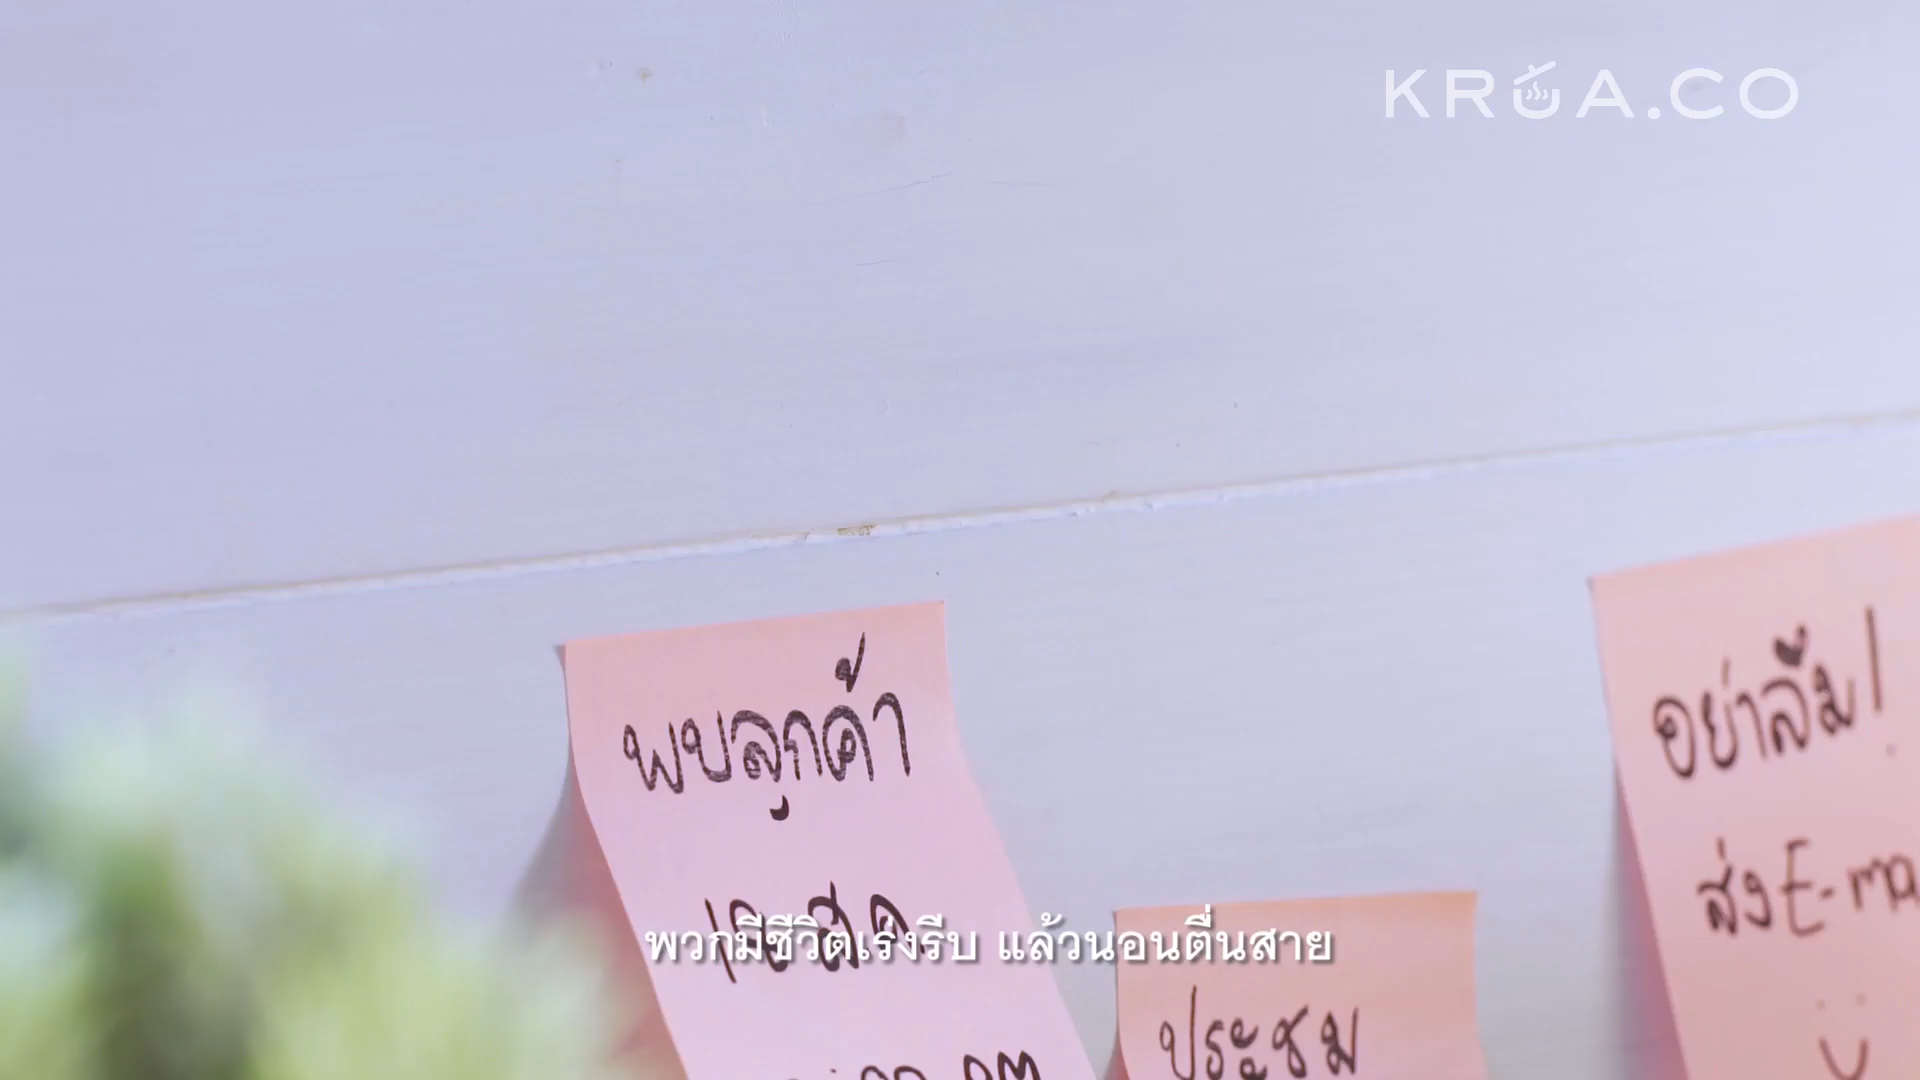 KRUA.CO
พบลูกค้า
อย่าลืม!
ส่ง E-ma
พวกมีชีวิตเร่งรีบ แล้วนอนตื่นสาย
ประชุม